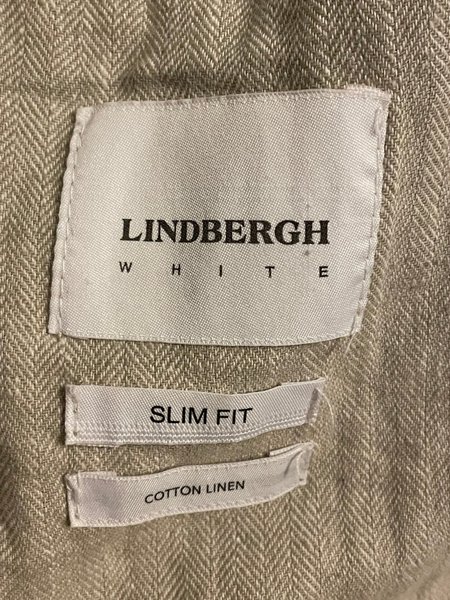 LINDBERGH
WHITE
SLIM FIT
COTTON LINEN